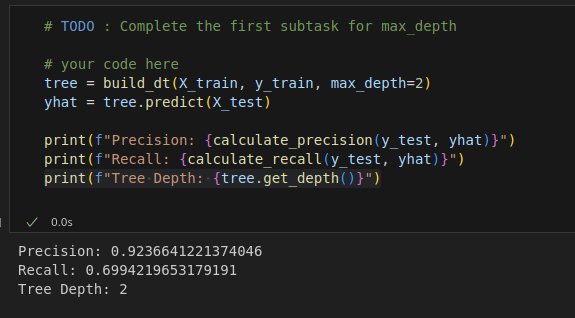 # TODO : Complete the first subtask for max_depth
# your code here
tree = build_dt(X_train, y_train, max_depth=2)
yhat = tree.predict(X_test)
print(f"Precision: {calculate_precision(y_test, yhat)}")
print(f"Recall: {calculate_recall(y_test, yhat)}")
print(f"Tree Depth: {tree.get_depth()}")
✓ 0.0s
Precision: 0.9236641221374046
Recall: 0.6994219653179191
Tree Depth: 2